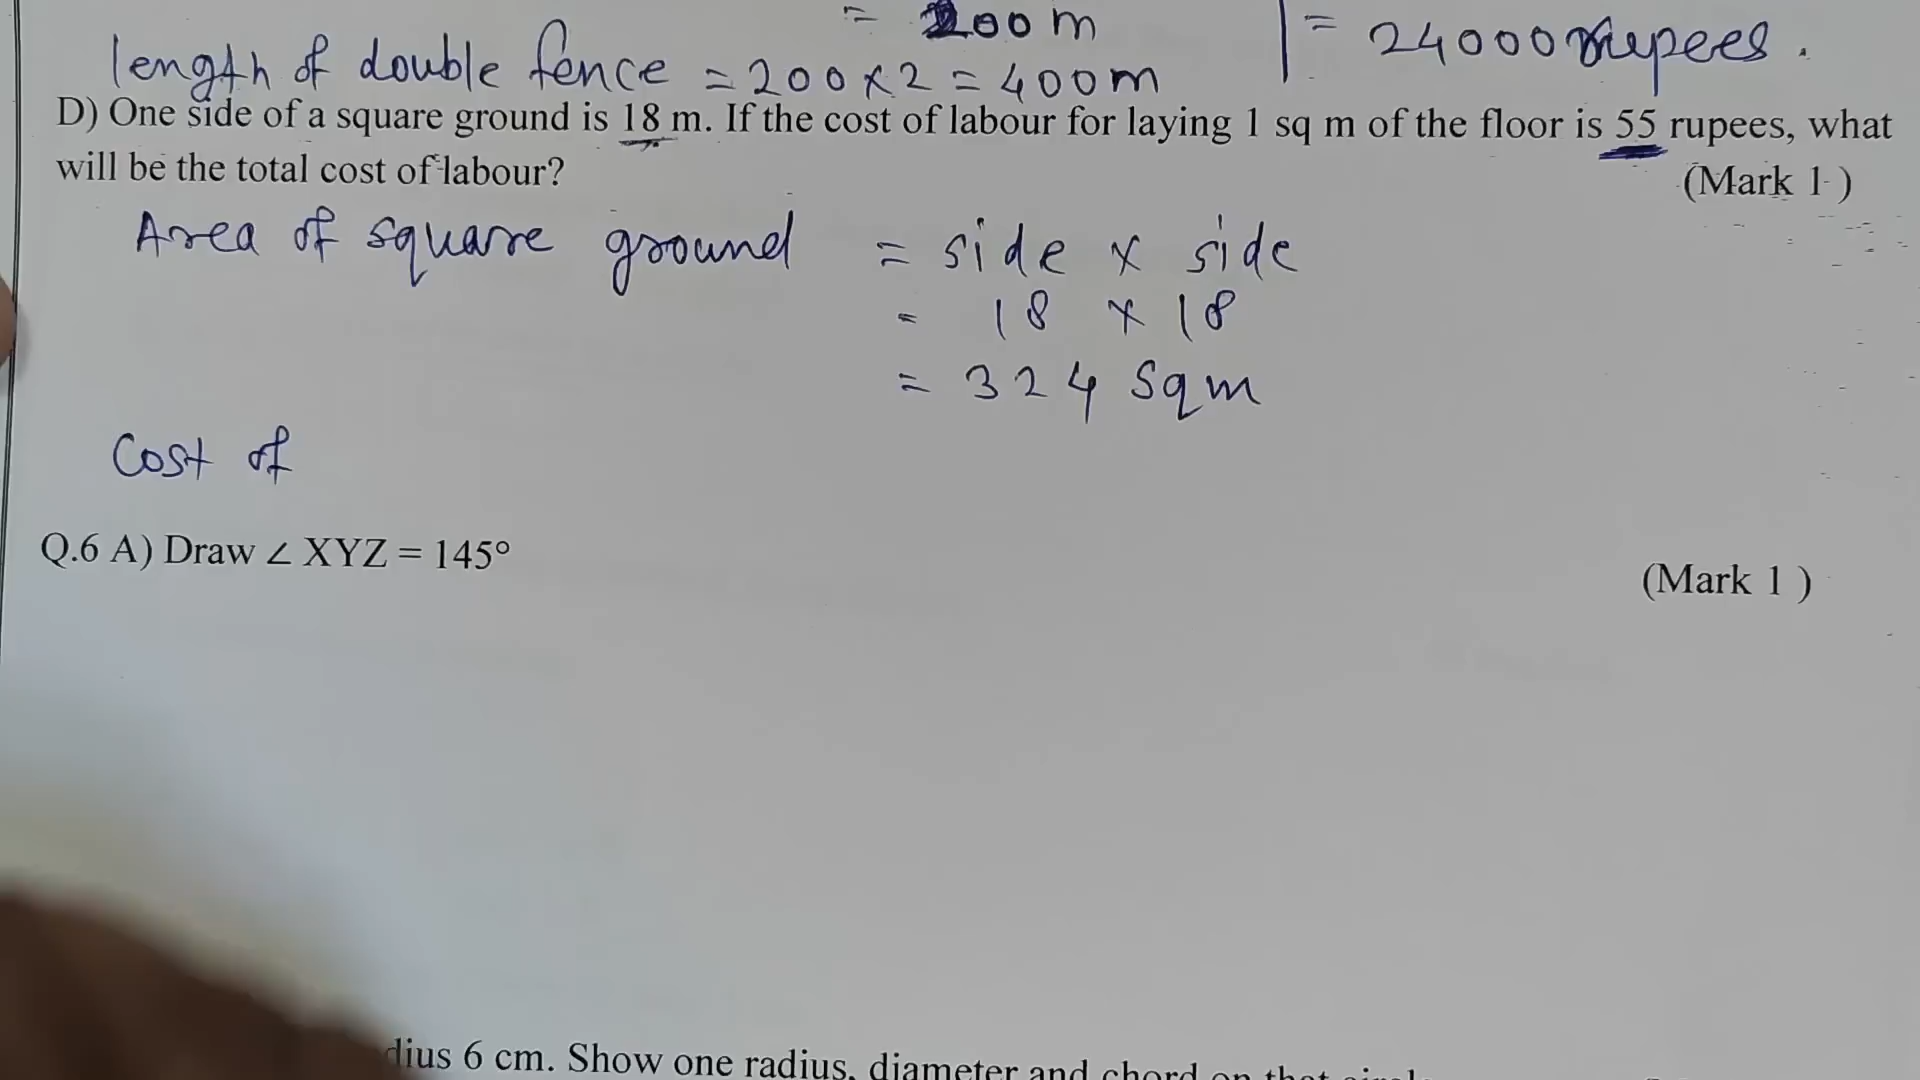 = 200 m
= 24000 rupees.
length of double fence = 200 x 2 = 400 m
D) One side of a square ground is 18 m. If the cost of labour for laying 1 sq m of the floor is 55 rupees, what
will be the total cost of labour?
(Mark 1 )
Area of square ground = side x side
= 18 x 18
= 324 sqm
Cost of
Q.6 A) Draw ∠ XYZ = 145°
(Mark 1 )
6 cm. Show one radius, diameter and chord on that